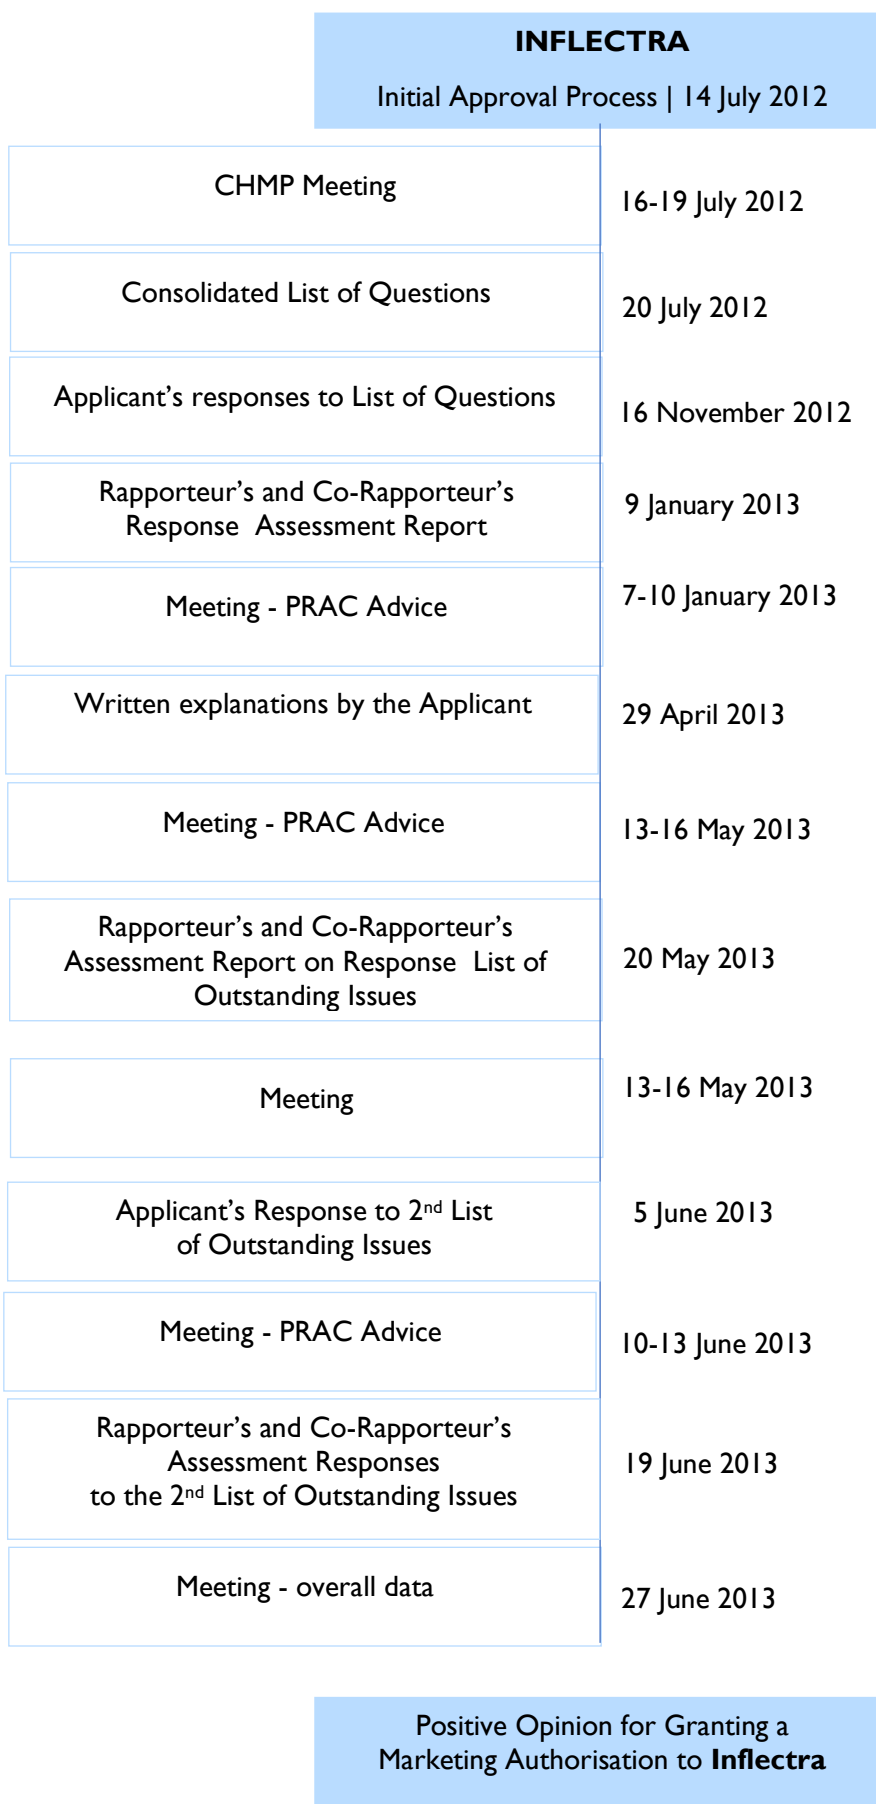 INFLECTRA
Initial Approval Process | 14 July 2012
CHMP Meeting
16-19 July 2012
Consolidated List of Questions
20 July 2012
Applicant’s responses to List of Questions
16 November 2012
Rapporteur’s and Co-Rapporteur’s
Response Assessment Report
9 January 2013
Meeting - PRAC Advice
7-10 January 2013
Written explanations by the Applicant
29 April 2013
Meeting - PRAC Advice
13-16 May 2013
Rapporteur’s and Co-Rapporteur’s
Assessment Report on Response List of
Outstanding Issues
20 May 2013
Meeting
13-16 May 2013
Applicant’s Response to 2nd List
of Outstanding Issues
5 June 2013
Meeting - PRAC Advice
10-13 June 2013
Rapporteur’s and Co-Rapporteur’s
Assessment Responses
to the 2nd List of Outstanding Issues
19 June 2013
Meeting - overall data
27 June 2013
Positive Opinion for Granting a
Marketing Authorisation to Inflectra